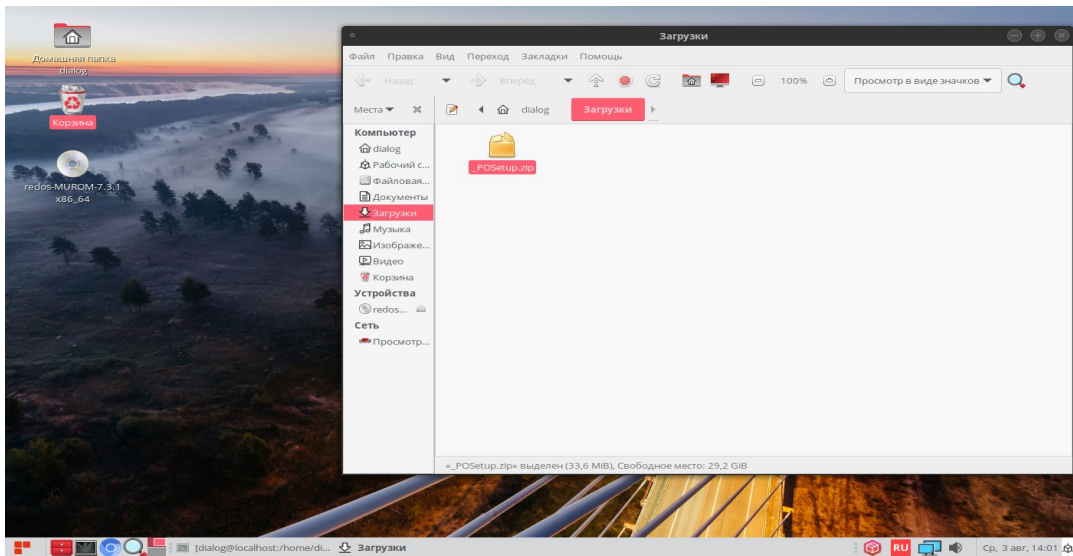 Домашняя папка
dialog
Корзина
redos-MUROM-7.3.1
x86_64
Загрузки
Файл Правка Вид Переход Закладки Помощь
Назад Вперед 100% Просмотр в виде значков
Места dialog Загрузки
Компьютер
dialog
Рабочий с...
Файловая...
Документы
Загрузки
Музыка
Изображе...
Видео
Корзина
Устройства
redos...
Сеть
Просмотр...
_POSetup.zip
«_POSetup.zip» выделен (33,6 MiB), Свободное место: 29,2 GiB
[dialog@localhost:/home/di... Загрузки RU Ср, 3 авг, 14:01